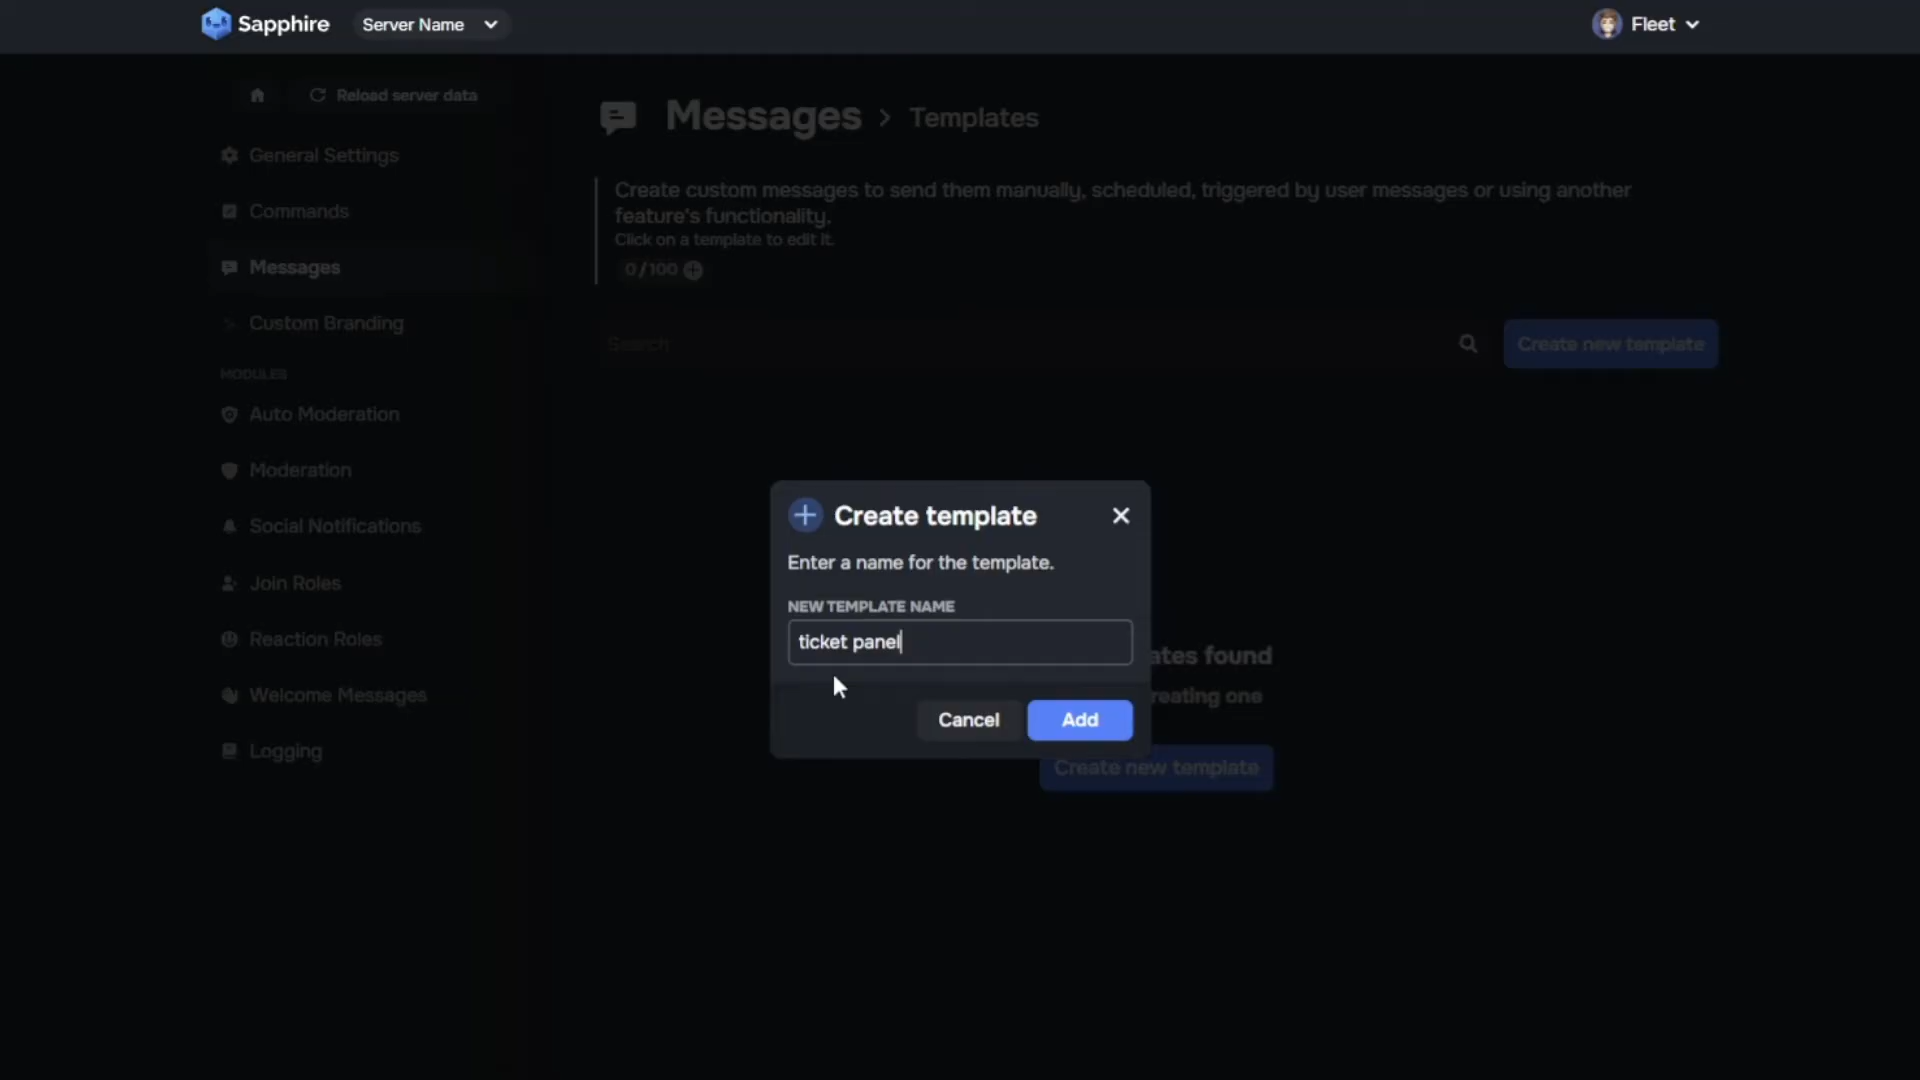 Sapphire
Server Name
Fleet
Reload server data
General Settings
Commands
Messages
Custom Branding
MODULES
Auto Moderation
Moderation
Social Notifications
Join Roles
Reaction Roles
Welcome Messages
Logging
Messages > Templates
Create custom messages to send them manually, scheduled, triggered by user messages or using another
feature's functionality.
Click on a template to edit it.
0/100
Search
Create new template
Create template
Enter a name for the template.
NEW TEMPLATE NAME
ticket panel
Cancel
Add
ates found
reating one
Create new template